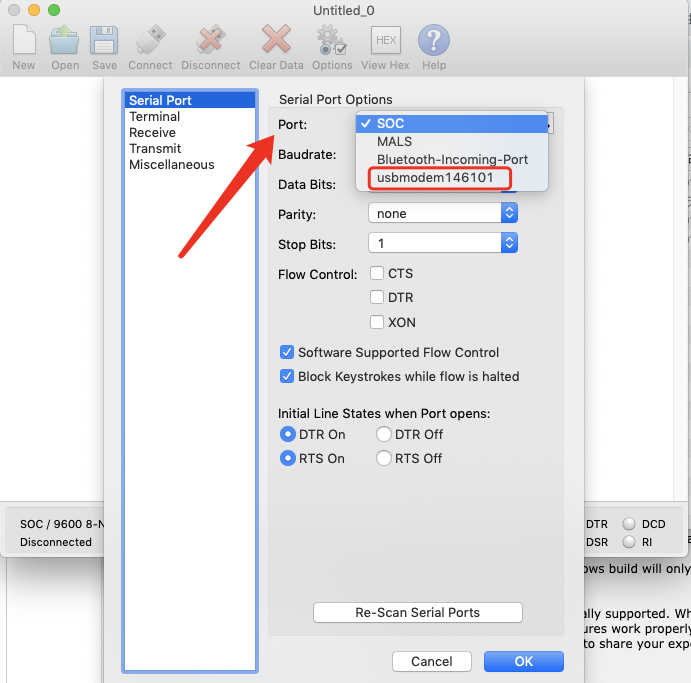 Untitled_0
New Open Save Connect Disconnect Clear Data Options View Hex Help
HEX
Serial Port
Terminal
Receive
Transmit
Miscellaneous
Serial Port Options
Port:
SOC
MALS
Bluetooth-Incoming-Port
usbmodem146101
Baudrate:
Data Bits:
Parity: none
Stop Bits: 1
Flow Control: CTS
DTR
XON
Software Supported Flow Control
Block Keystrokes while flow is halted
Initial Line States when Port opens:
DTR On DTR Off
RTS On RTS Off
Re-Scan Serial Ports
Cancel OK
SOC / 9600 8-N
Disconnected
DTR DCD
DSR RI
ows build will only
ally supported. Wh
ures work properly
to share your expe